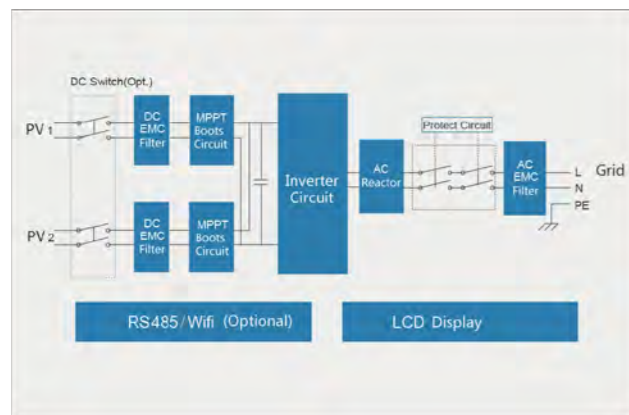 DC Switch(Opt.)
PV 1
DC
EMC
Filter
MPPT
Boots
Circuit
PV 2
DC
EMC
Filter
MPPT
Boots
Circuit
Inverter
Circuit
AC
Reactor
Protect Circuit
AC
EMC
Filter
L
Grid
N
PE
RS485/Wifi (Optional)
LCD Display